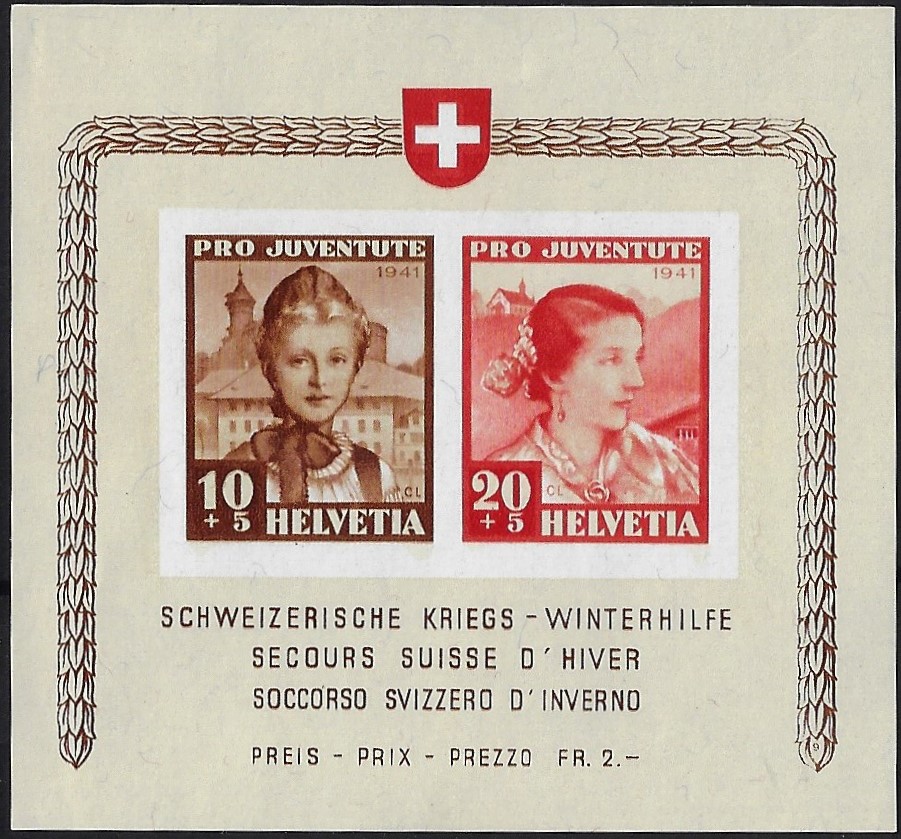 PRO JUVENTUTE
1941
CL
10
+ 5
HELVETIA
PRO JUVENTUTE
1941
CL
20
+ 5
HELVETIA
SCHWEIZERISCHE KRIEGS - WINTERHILFE
SECOURS SUISSE D'HIVER
SOCCORSO SVIZZERO D'INVERNO
PREIS - PRIX - PREZZO FR. 2.-
9